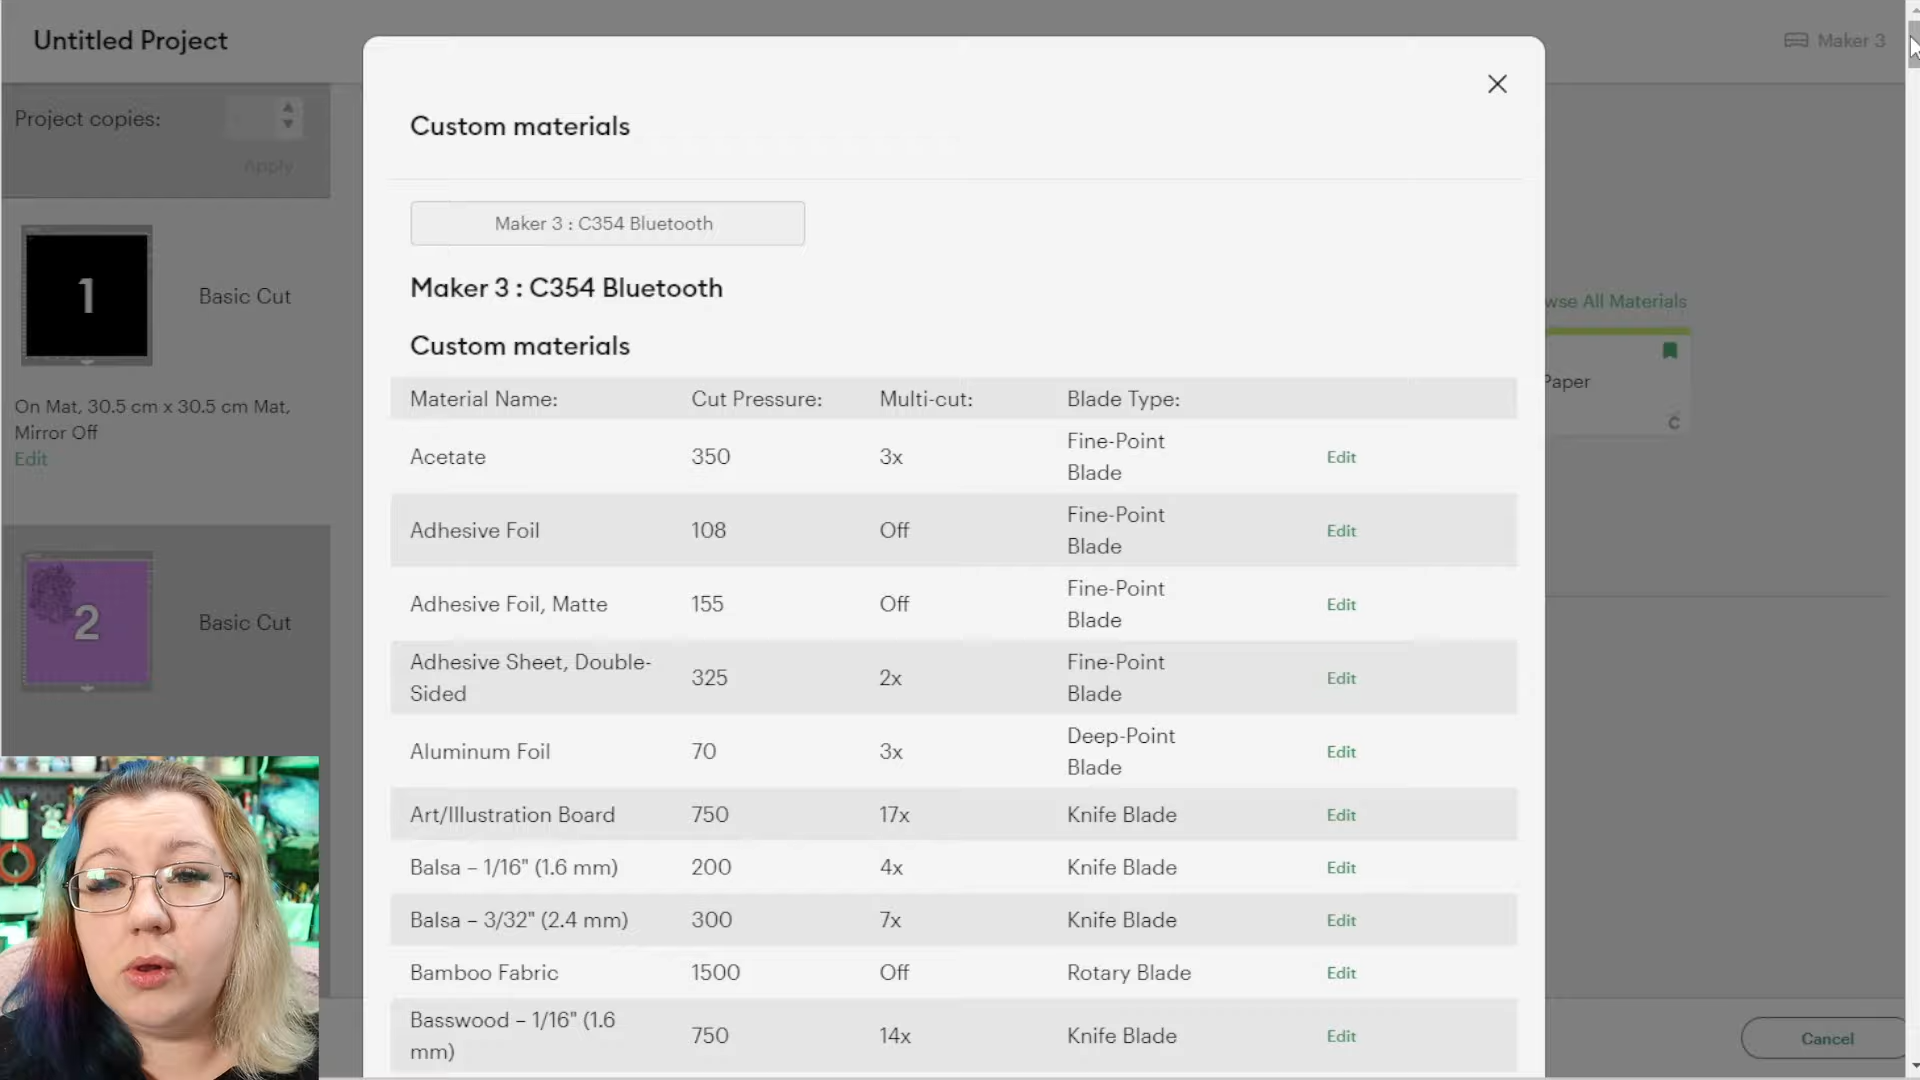 Untitled Project
Maker 3
Project copies:
Apply
1
Basic Cut
On Mat, 30.5 cm x 30.5 cm Mat,
Mirror Off
Edit
2
Basic Cut
Custom materials
Maker 3 : C354 Bluetooth
Maker 3 : C354 Bluetooth
Custom materials
Material Name: Cut Pressure: Multi-cut: Blade Type:
Acetate 350 3x Fine-Point
Blade Edit
Adhesive Foil 108 Off Fine-Point
Blade Edit
Adhesive Foil, Matte 155 Off Fine-Point
Blade Edit
Adhesive Sheet, Double-
Sided 325 2x Fine-Point
Blade Edit
Aluminum Foil 70 3x Deep-Point
Blade Edit
Art/Illustration Board 750 17x Knife Blade Edit
Balsa – 1/16" (1.6 mm) 200 4x Knife Blade Edit
Balsa – 3/32" (2.4 mm) 300 7x Knife Blade Edit
Bamboo Fabric 1500 Off Rotary Blade Edit
Basswood – 1/16" (1.6
mm) 750 14x Knife Blade Edit
wse All Materials
Paper
C
Cancel